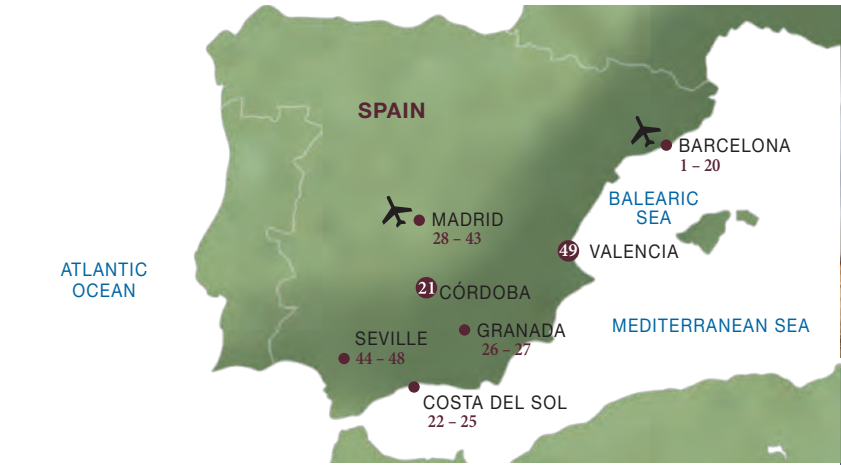 SPAIN
BARCELONA
1 – 20
BALEARIC
SEA
MADRID
28 – 43
49 VALENCIA
ATLANTIC
OCEAN
21 CÓRDOBA
MEDITERRANEAN SEA
GRANADA
26 – 27
SEVILLE
44 – 48
COSTA DEL SOL
22 – 25